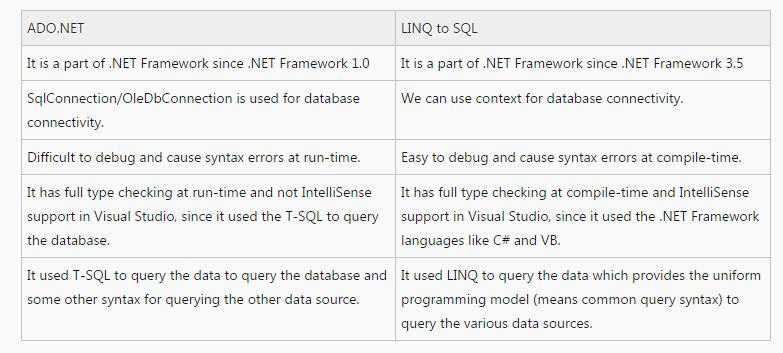 ADO.NET
LINQ to SQL
It is a part of .NET Framework since .NET Framework 1.0
It is a part of .NET Framework since .NET Framework 3.5
SqlConnection/OleDbConnection is used for database
connectivity.
We can use context for database connectivity.
Difficult to debug and cause syntax errors at run-time.
Easy to debug and cause syntax errors at compile-time.
It has full type checking at run-time and not IntelliSense
support in Visual Studio, since it used the T-SQL to query
the database.
It has full type checking at compile-time and IntelliSense
support in Visual Studio, since it used the .NET Framework
languages like C# and VB.
It used T-SQL to query the data to query the database and
some other syntax for querying the other data source.
It used LINQ to query the data which provides the uniform
programming model (means common query syntax) to
query the various data sources.